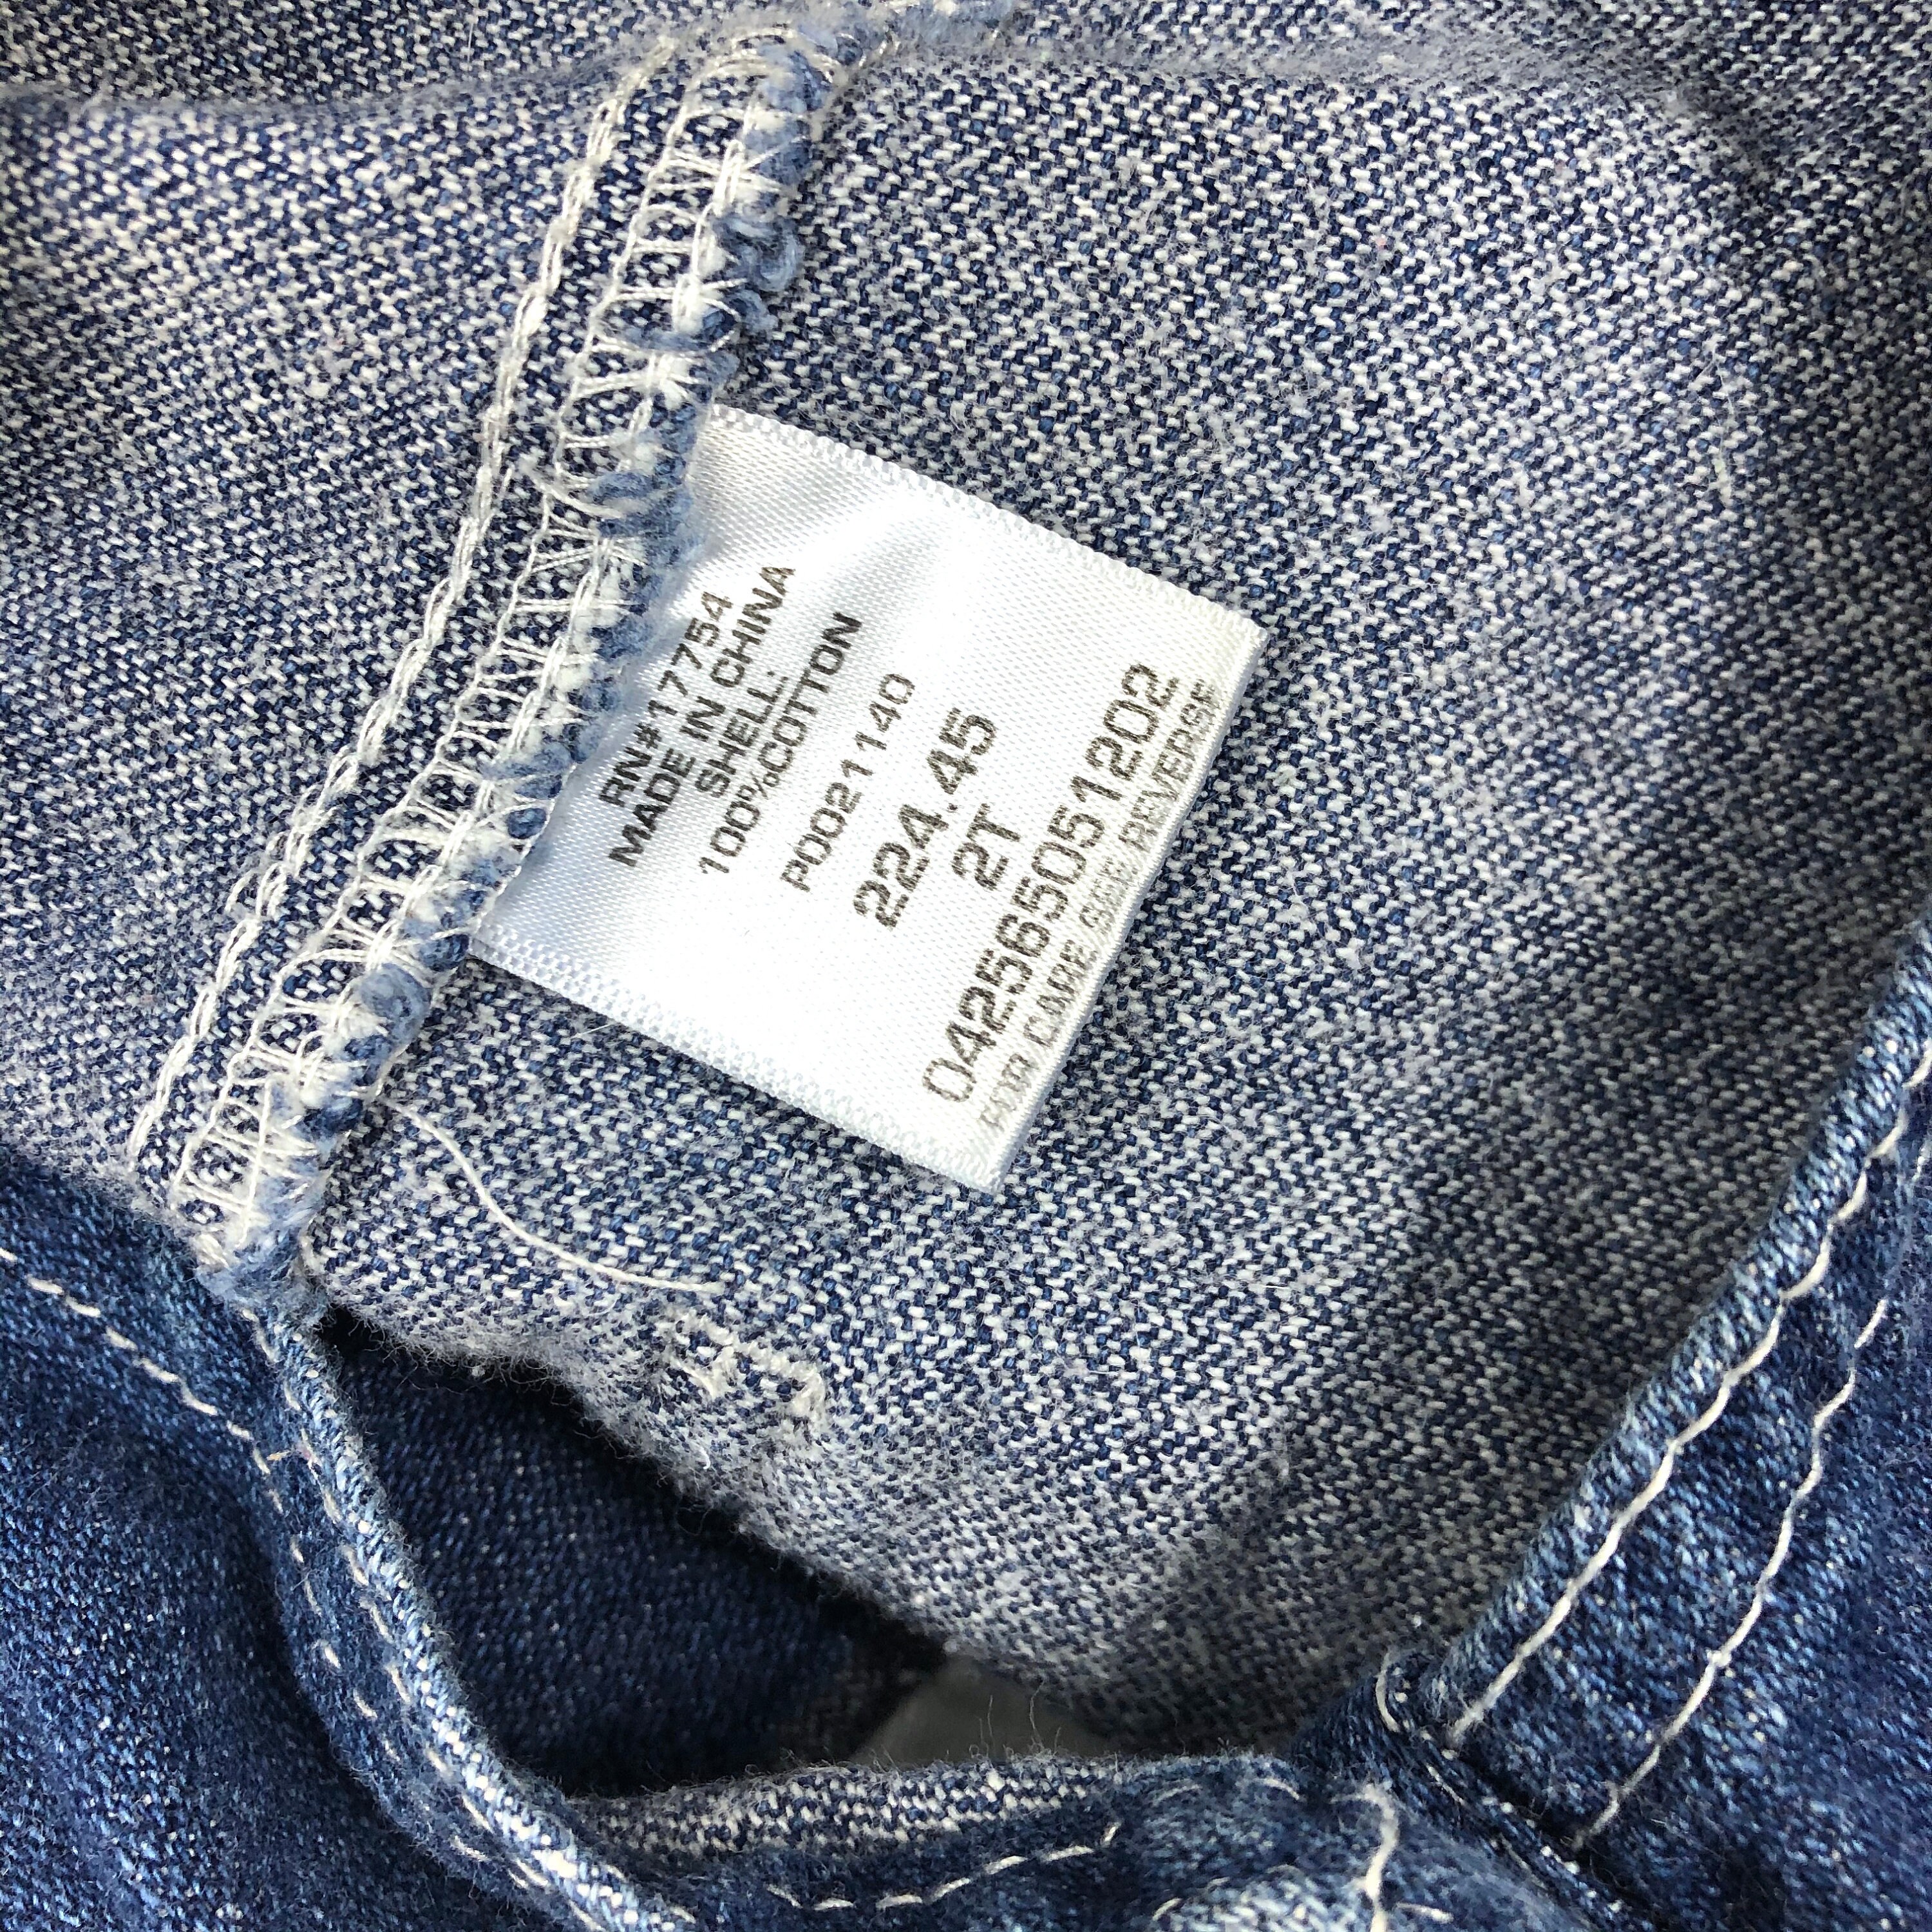 RN#17754
MADE IN CHINA
SHELL:
100%COTTON
P0021140
224.45
2T
042565051202
FOR CARE SEE REVERSE